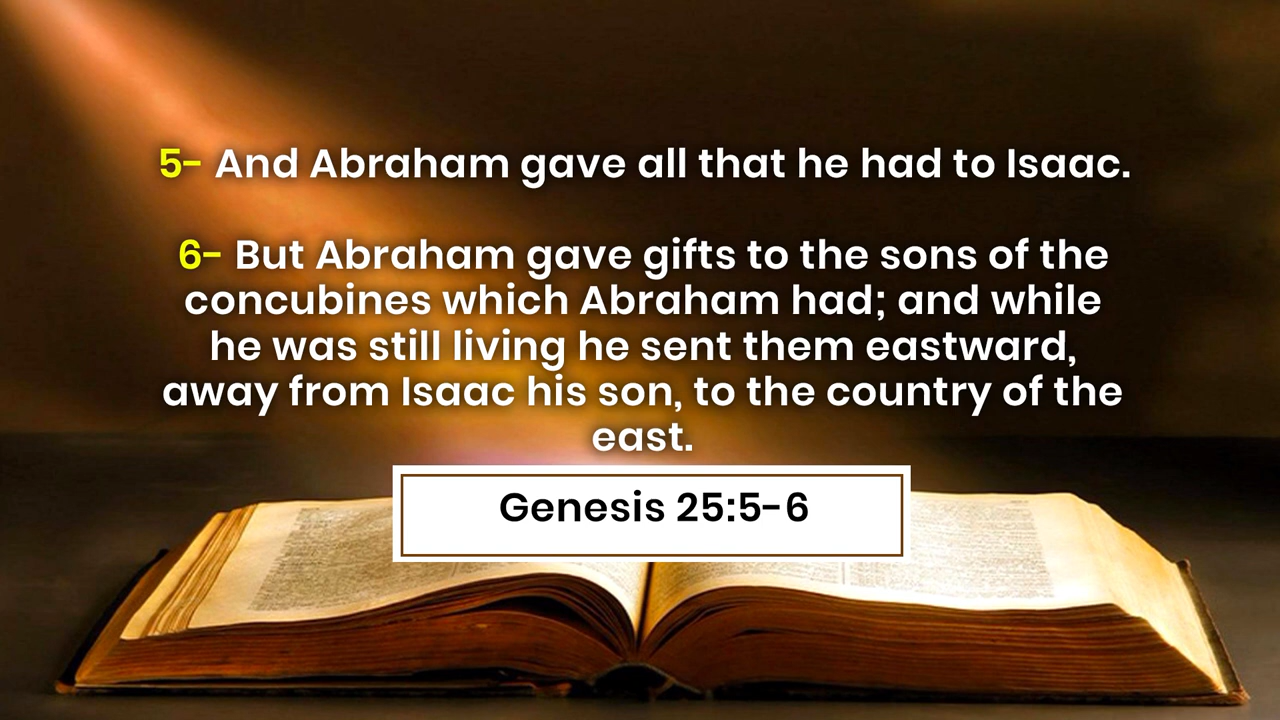 5- And Abraham gave all that he had to Isaac.
6- But Abraham gave gifts to the sons of the
concubines which Abraham had; and while
he was still living he sent them eastward,
away from Isaac his son, to the country of the
east.
Genesis 25:5-6